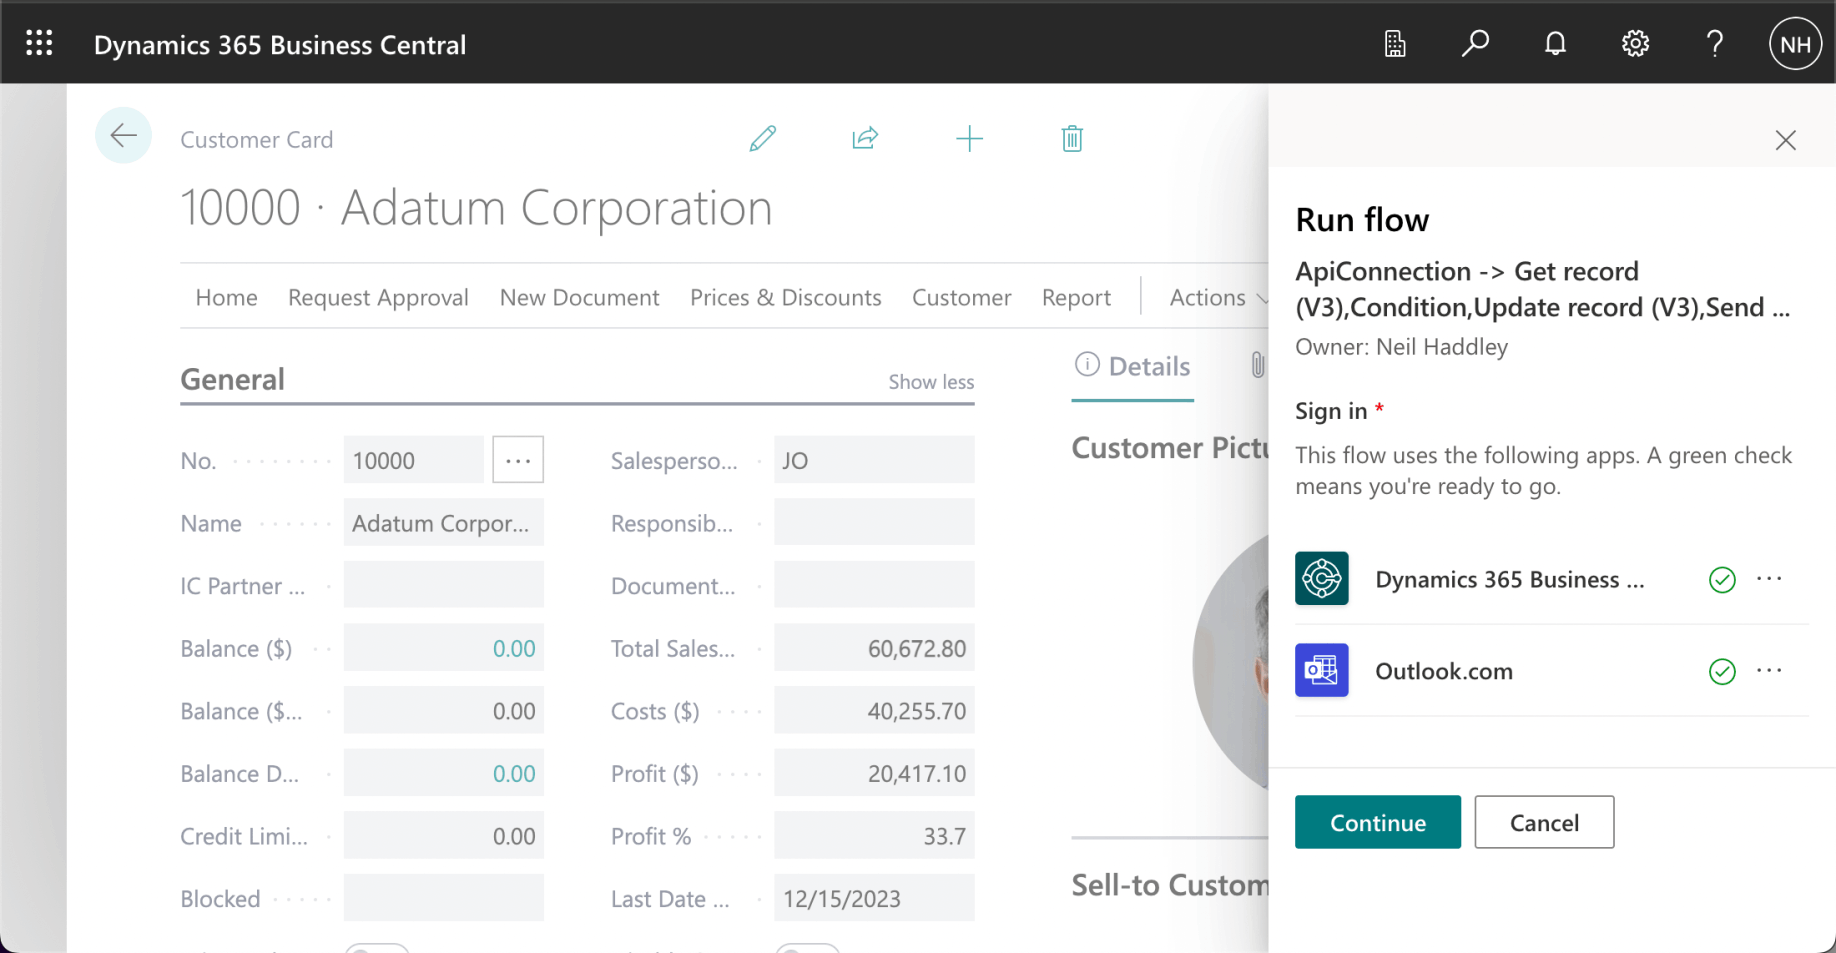 Dynamics 365 Business Central
NH
Customer Card
10000 · Adatum Corporation
Home Request Approval New Document Prices & Discounts Customer Report Actions
General
Show less
No. 10000 ...
Name Adatum Corpor...
IC Partner ...
Balance ($) 0.00
Balance ($... 0.00
Balance D... 0.00
Credit Limi... 0.00
Blocked
Salesperso... JO
Responsib...
Document...
Total Sales... 60,672.80
Costs ($) 40,255.70
Profit ($) 20,417.10
Profit % 33.7
Last Date ... 12/15/2023
Details
Customer Pictu
Sell-to Custom
Run flow
ApiConnection -> Get record
(V3),Condition,Update record (V3),Send ...
Owner: Neil Haddley
Sign in *
This flow uses the following apps. A green check
means you're ready to go.
Dynamics 365 Business ...
Outlook.com
Continue Cancel